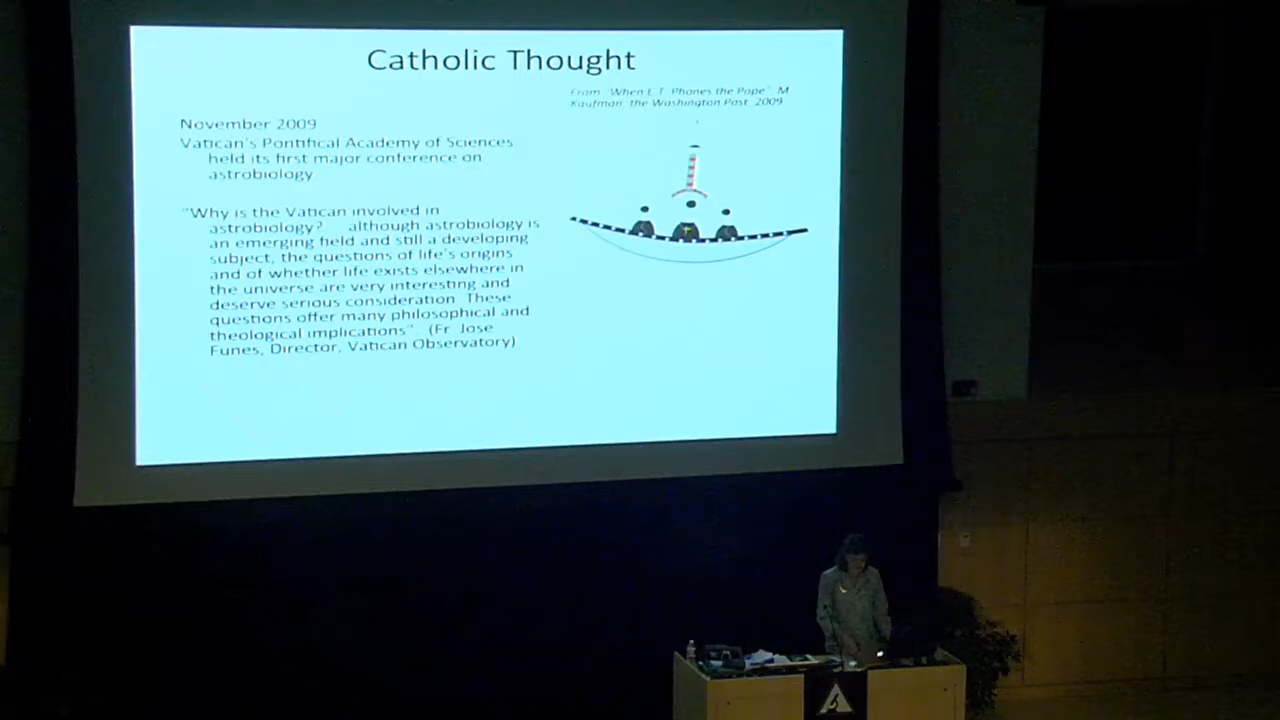 Catholic Thought
From "When E.T. Phones the Pope", M
Kaufman the Washington Post, 2009
November 2009
Vatican's Pontifical Academy of Sciences
held its first major conference on
astrobiology
"Why is the Vatican involved in
astrobiology? although astrobiology is
an emerging field and still a developing
subject, the questions of life's origins
and of whether life exists elsewhere in
the universe are very interesting and
deserve serious consideration These
questions offer many philosophical and
theological implications". (Fr Jose
Funes, Director, Vatican Observatory)